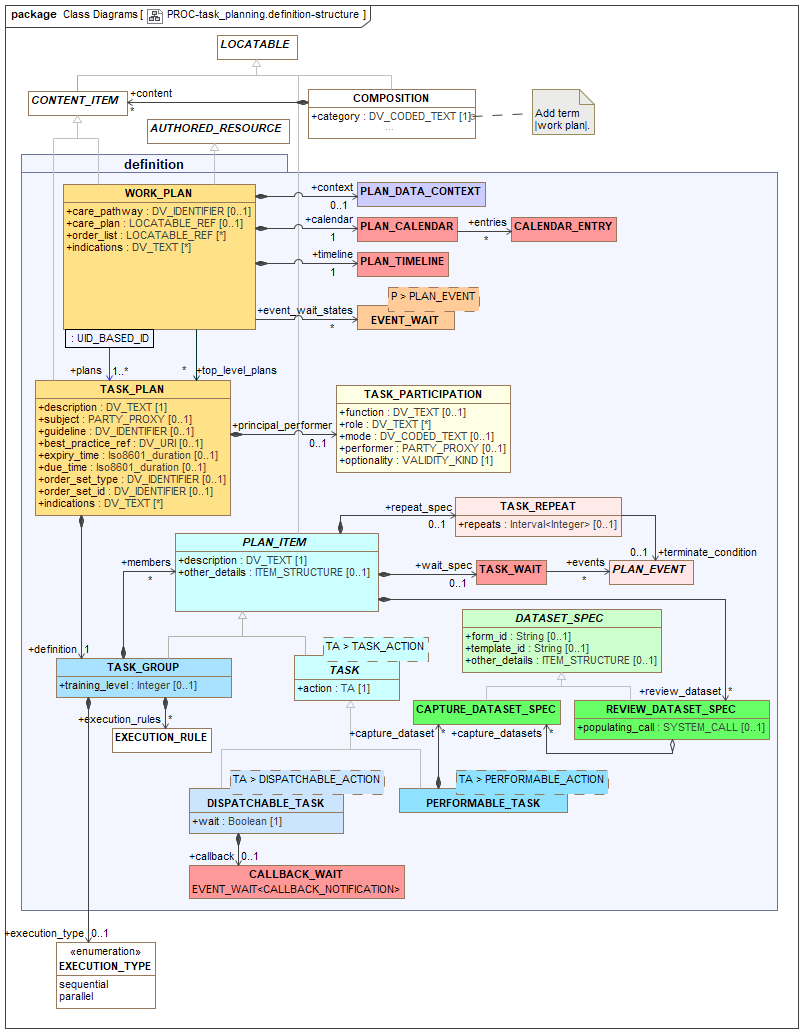 package Class Diagrams [ PROC-task_planning.definition-structure ]
LOCATABLE
CONTENT_ITEM
+content
*
COMPOSITION
+category : DV_CODED_TEXT [1]
...
Add term
|work plan|.
AUTHORED_RESOURCE
definition
WORK_PLAN
+care_pathway : DV_IDENTIFIER [0..1]
+care_plan : LOCATABLE_REF [0..1]
+order_list : LOCATABLE_REF [*]
+indications : DV_TEXT [*]
: UID_BASED_ID
+context
0..1
PLAN_DATA_CONTEXT
+calendar
1
PLAN_CALENDAR
+entries
*
CALENDAR_ENTRY
+timeline
1
PLAN_TIMELINE
+event_wait_states
*
P > PLAN_EVENT
EVENT_WAIT
+plans
1..*
*
+top_level_plans
TASK_PLAN
+description : DV_TEXT [1]
+subject : PARTY_PROXY [0..1]
+guideline : DV_IDENTIFIER [0..1]
+best_practice_ref : DV_URI [0..1]
+expiry_time : Iso8601_duration [0..1]
+due_time : Iso8601_duration [0..1]
+order_set_type : DV_IDENTIFIER [0..1]
+order_set_id : DV_IDENTIFIER [0..1]
+indications : DV_TEXT [*]
+principal_performer
0..1
TASK_PARTICIPATION
+function : DV_TEXT [0..1]
+role : DV_TEXT [*]
+mode : DV_CODED_TEXT [0..1]
+performer : PARTY_PROXY [0..1]
+optionality : VALIDITY_KIND [1]
PLAN_ITEM
+description : DV_TEXT [1]
+other_details : ITEM_STRUCTURE [0..1]
+repeat_spec
0..1
TASK_REPEAT
+repeats : Interval<Integer> [0..1]
0..1
+terminate_condition
+wait_spec
0..1
TASK_WAIT
+events
*
PLAN_EVENT
+members
*
+definition
1
TASK_GROUP
+training_level : Integer [0..1]
+execution_rules
*
EXECUTION_RULE
TA > TASK_ACTION
TASK
+action : TA [1]
DATASET_SPEC
+form_id : String [0..1]
+template_id : String [0..1]
+other_details : ITEM_STRUCTURE [0..1]
+review_dataset
*
CAPTURE_DATASET_SPEC
REVIEW_DATASET_SPEC
+populating_call : SYSTEM_CALL [0..1]
+capture_dataset
*
+capture_datasets
*
TA > DISPATCHABLE_ACTION
DISPATCHABLE_TASK
+wait : Boolean [1]
TA > PERFORMABLE_ACTION
PERFORMABLE_TASK
+callback
0..1
CALLBACK_WAIT
EVENT_WAIT<CALLBACK_NOTIFICATION>
+execution_type
0..1
«enumeration»
EXECUTION_TYPE
sequential
parallel